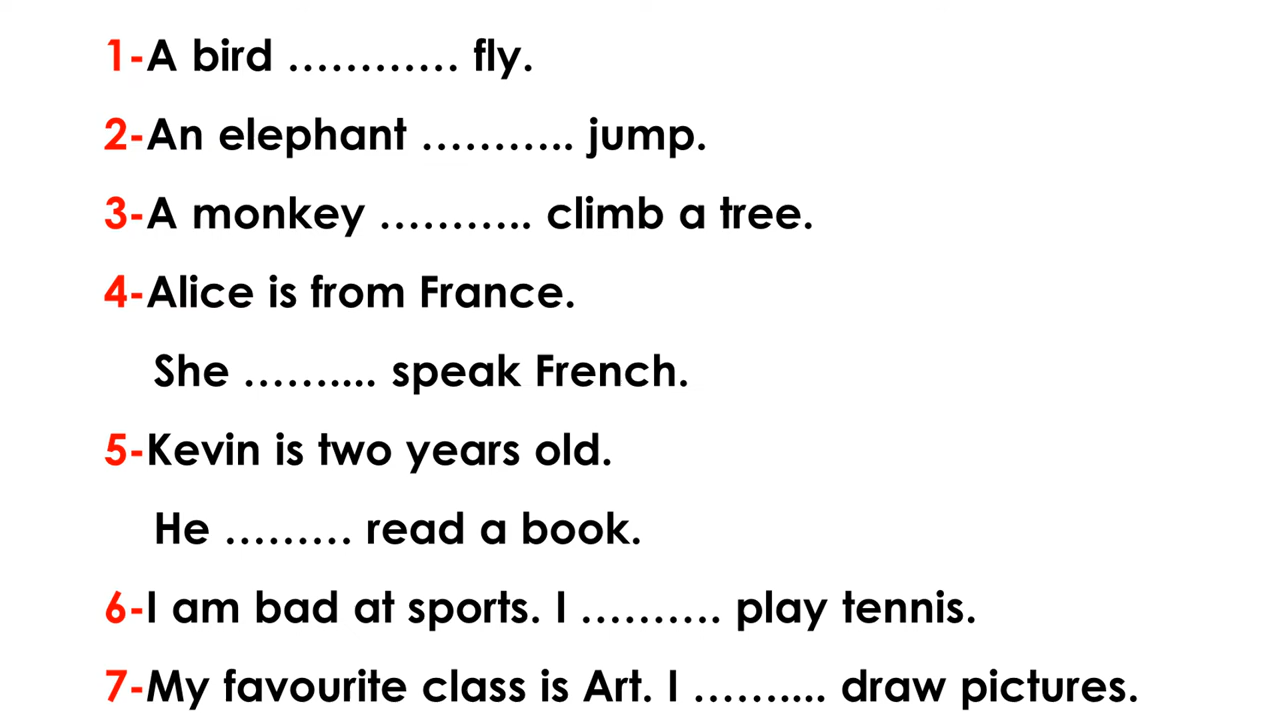 1-A bird ………… fly.
2-An elephant ……….. jump.
3-A monkey ……….. climb a tree.
4-Alice is from France.
She …….... speak French.
5-Kevin is two years old.
He ……… read a book.
6-I am bad at sports. I ………. play tennis.
7-My favourite class is Art. I …….... draw pictures.